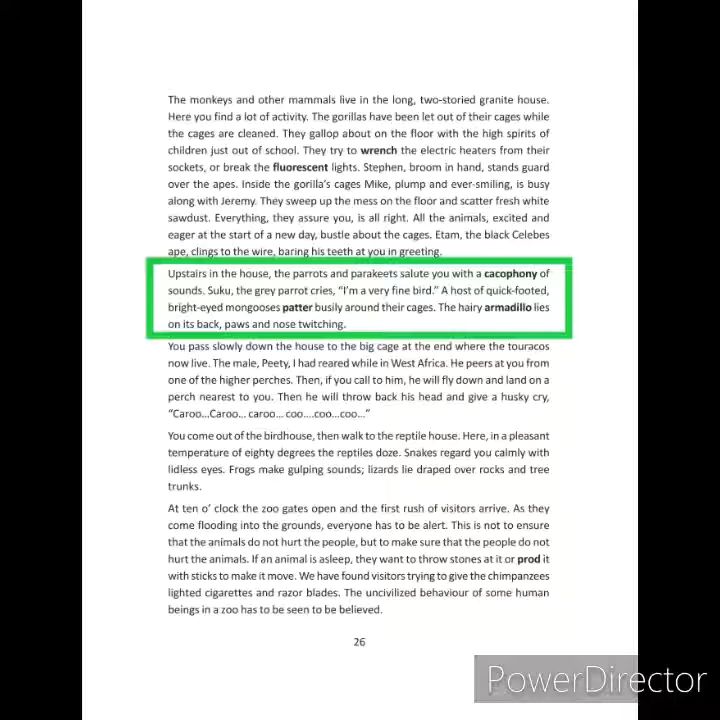 The monkeys and other mammals live in the long, two-storied granite house.
Here you find a lot of activity. The gorillas have been let out of their cages while
the cages are cleaned. They gallop about on the floor with the high spirits of
children just out of school. They try to wrench the electric heaters from their
sockets, or break the fluorescent lights. Stephen, broom in hand, stands guard
over the apes. Inside the gorilla's cages Mike, plump and ever-smiling, is busy
along with Jeremy. They sweep up the mess on the floor and scatter fresh white
sawdust. Everything, they assure you, is all right. All the animals, excited and
eager at the start of a new day, bustle about the cages. Etam, the black Celebes
ape, clings to the wire, baring his teeth at you in greeting.
Upstairs in the house, the parrots and parakeets salute you with a cacophony of
sounds. Suku, the grey parrot cries, “I'm a very fine bird.” A host of quick-footed,
bright-eyed mongooses patter busily around their cages. The hairy armadillo lies
on its back, paws and nose twitching.
You pass slowly down the house to the big cage at the end where the touracos
now live. The male, Peety, I had reared while in West Africa. He peers at you from
one of the higher perches. Then, if you call to him, he will fly down and land on a
perch nearest to you. Then he will throw back his head and give a husky cry,
“Caroo...Caroo... caroo... coo....coo...coo...”
You come out of the birdhouse, then walk to the reptile house. Here, in a pleasant
temperature of eighty degrees the reptiles doze. Snakes regard you calmly with
lidless eyes. Frogs make gulping sounds; lizards lie draped over rocks and tree
trunks.
At ten o' clock the zoo gates open and the first rush of visitors arrive. As they
come flooding into the grounds, everyone has to be alert. This is not to ensure
that the animals do not hurt the people, but to make sure that the people do not
hurt the animals. If an animal is asleep, they want to throw stones at it or prod it
with sticks to make it move. We have found visitors trying to give the chimpanzees
lighted cigarettes and razor blades. The uncivilized behaviour of some human
beings in a zoo has to be seen to be believed.
26
PowerDirector